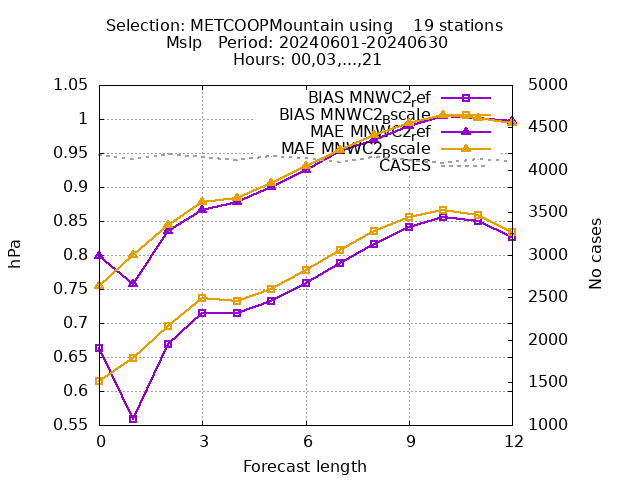 Selection: METCOOPMountain using    19 stations
Mslp   Period: 20240601-20240630
Hours: 00,03,...,21
BIAS MNWC2_ref
BIAS MNWC2_Bscale
MAE MNWC2_ref
MAE MNWC2_Bscale
CASES
1.05
1
0.95
0.9
0.85
0.8
0.75
0.7
0.65
0.6
0.55
hPa
5000
4500
4000
3500
3000
2500
2000
1500
1000
No cases
0 3 6 9 12
Forecast length